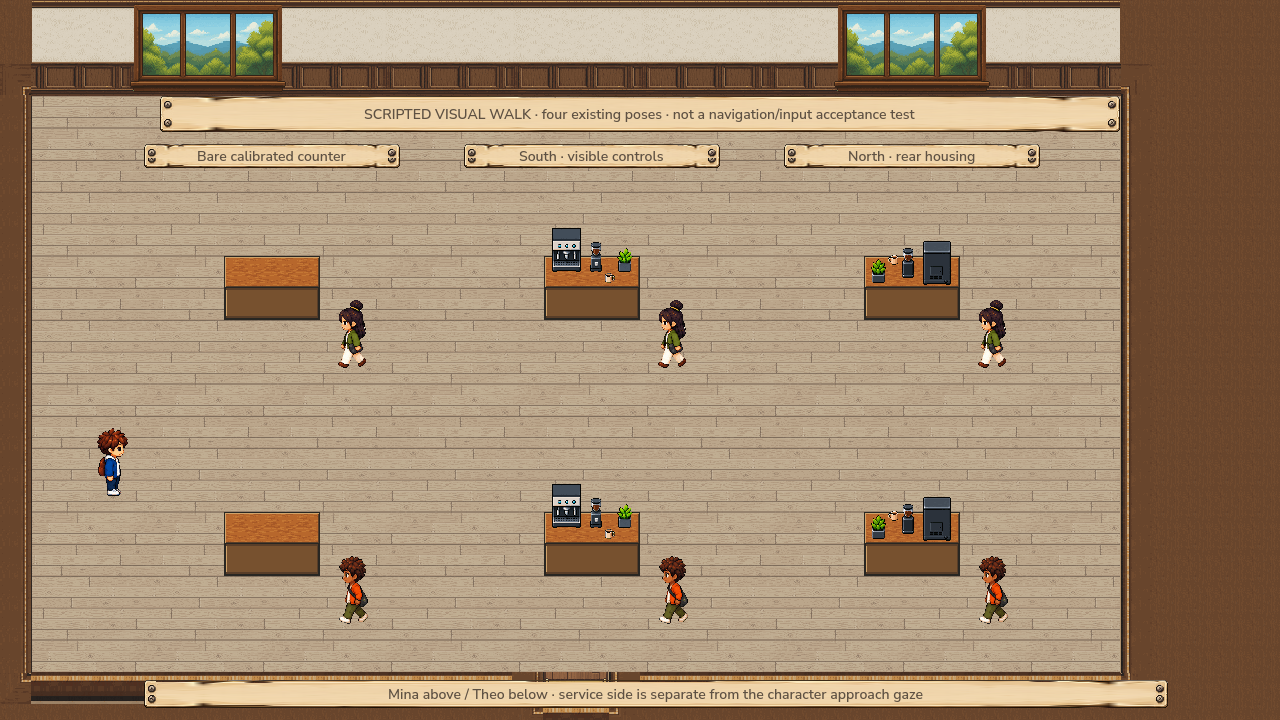 SCRIPTED VISUAL WALK · four existing poses · not a navigation/input acceptance test
Bare calibrated counter
South · visible controls
North · rear housing
Mina above / Theo below · service side is separate from the character approach gaze